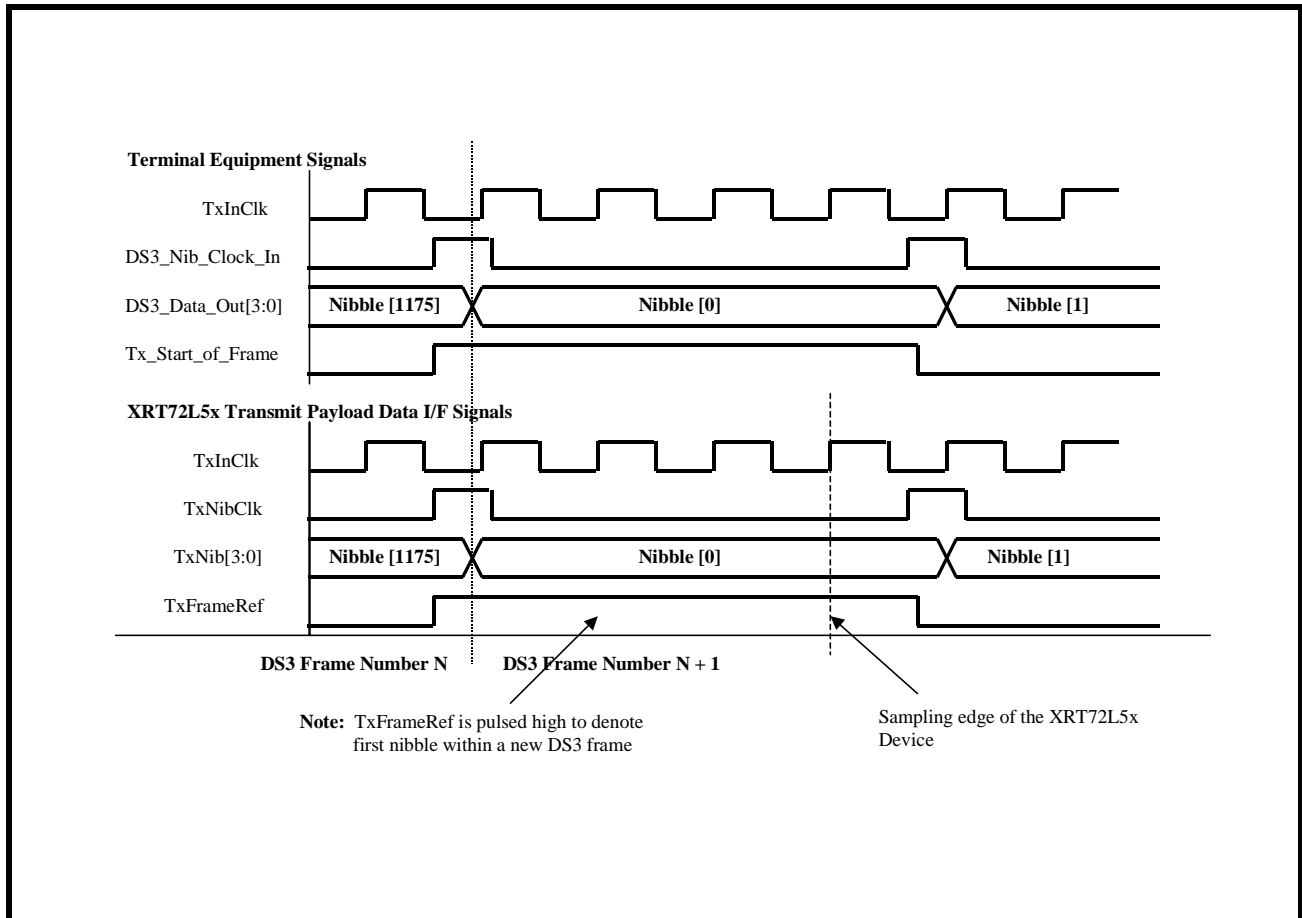 Terminal Equipment Signals
TxInClk
DS3_Nib_Clock_In
DS3_Data_Out[3:0]
Nibble [1175]
Nibble [0]
Nibble [1]
Tx_Start_of_Frame
XRT72L5x Transmit Payload Data I/F Signals
TxInClk
TxNibClk
TxNib[3:0]
Nibble [1175]
Nibble [0]
Nibble [1]
TxFrameRef
DS3 Frame Number N
DS3 Frame Number N + 1
Note: TxFrameRef is pulsed high to denote
first nibble within a new DS3 frame
Sampling edge of the XRT72L5x
Device